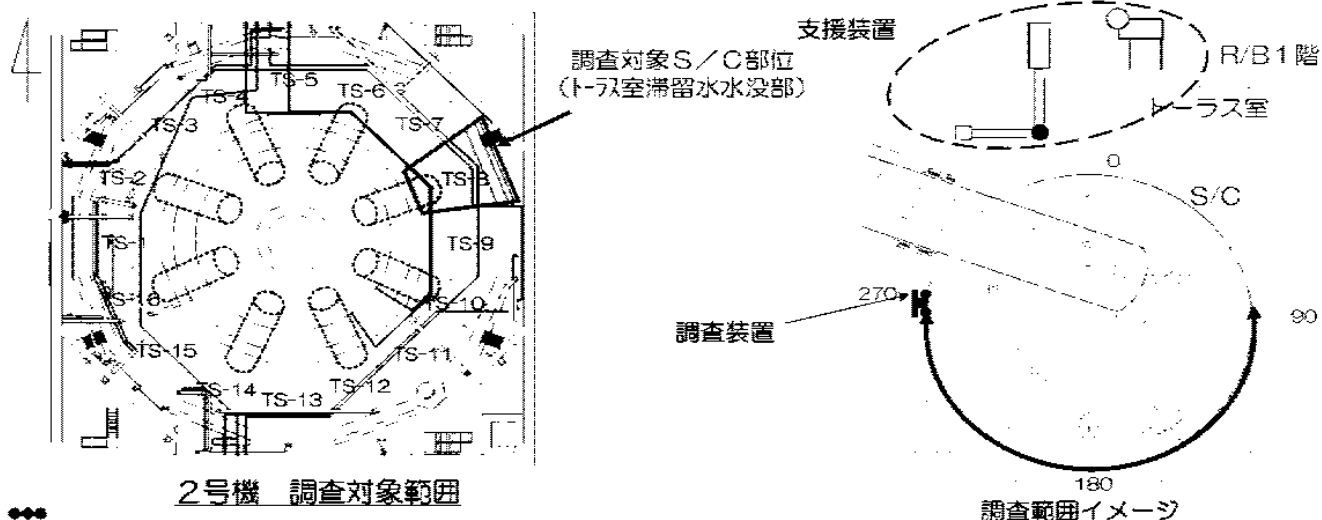 支援装置
R/B1階
トーラス室
調査対象S/C部位
(トーラス室滞留水水没部)
TS-5
TS-4
TS-6
TS-3
TS-7
TS-2
TS-8
TS-1
TS-9
TS-16
TS-10
TS-15
TS-11
TS-14
TS-12
TS-13
0
S/C
270
90
調査装置
180
2号機 調査対象範囲
調査範囲イメージ